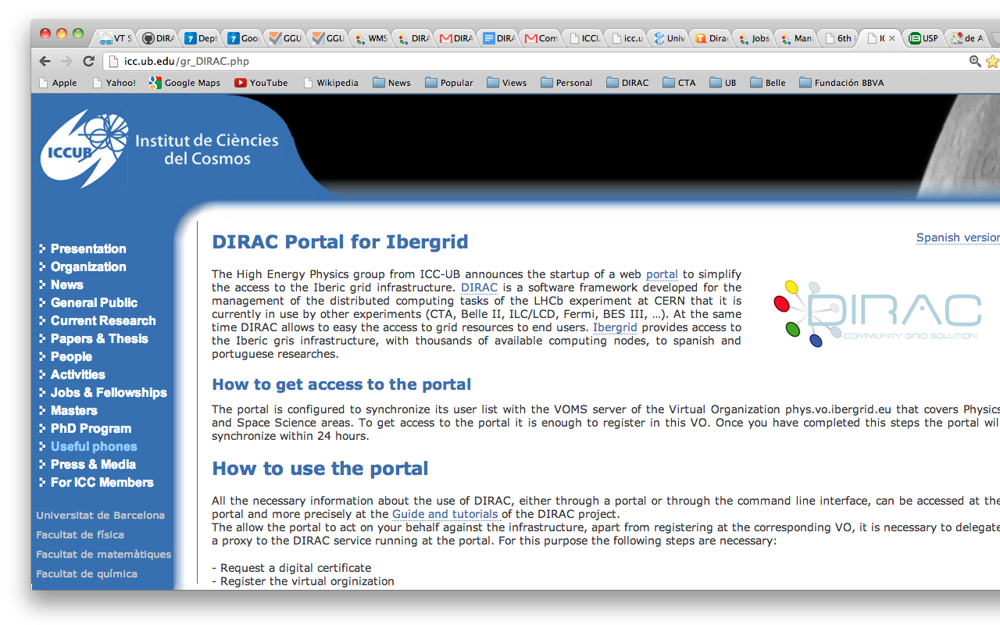 VT S
DIRA
Dept
Goo
GGU
GGU
WMS
DIRA
DIRA
DIRA
Com
ICCU
icc.u
Univ
Dirac
Jobs
Man
6th
IC
USP
de A
icc.ub.edu/gr_DIRAC.php
Apple Yahoo! Google Maps YouTube Wikipedia News Popular Views Personal DIRAC CTA UB Belle Fundación BBVA
ICCUB
Institut de Ciències
del Cosmos
Presentation
Organization
News
General Public
Current Research
Papers & Thesis
People
Activities
Jobs & Fellowships
Masters
PhD Program
Useful phones
Press & Media
For ICC Members
Universitat de Barcelona
Facultat de física
Facultat de matemàtiques
Facultat de química
DIRAC Portal for Ibergrid
Spanish version
The High Energy Physics group from ICC-UB announces the startup of a web portal to simplify
the access to the Iberic grid infrastructure. DIRAC is a software framework developed for the
management of the distributed computing tasks of the LHCb experiment at CERN that it is
currently in use by other experiments (CTA, Belle II, ILC/LCD, Fermi, BES III, ...). At the same
time DIRAC allows to easy the access to grid resources to end users. Ibergrid provides access to
the Iberic gris infrastructure, with thousands of available computing nodes, to spanish and
portuguese researches.
DIRAC
COMMUNITY GRID SOLUTION
How to get access to the portal
The portal is configured to synchronize its user list with the VOMS server of the Virtual Organization phys.vo.ibergrid.eu that covers Physics
and Space Science areas. To get access to the portal it is enough to register in this VO. Once you have completed this steps the portal will
synchronize within 24 hours.
How to use the portal
All the necessary information about the use of DIRAC, either through a portal or through the command line interface, can be accessed at the
portal and more precisely at the Guide and tutorials of the DIRAC project.
The allow the portal to act on your behalf against the infrastructure, apart from registering at the corresponding VO, it is necessary to delegate
a proxy to the DIRAC service running at the portal. For this purpose the following steps are necessary:
- Request a digital certificate
- Register the virtual orginization